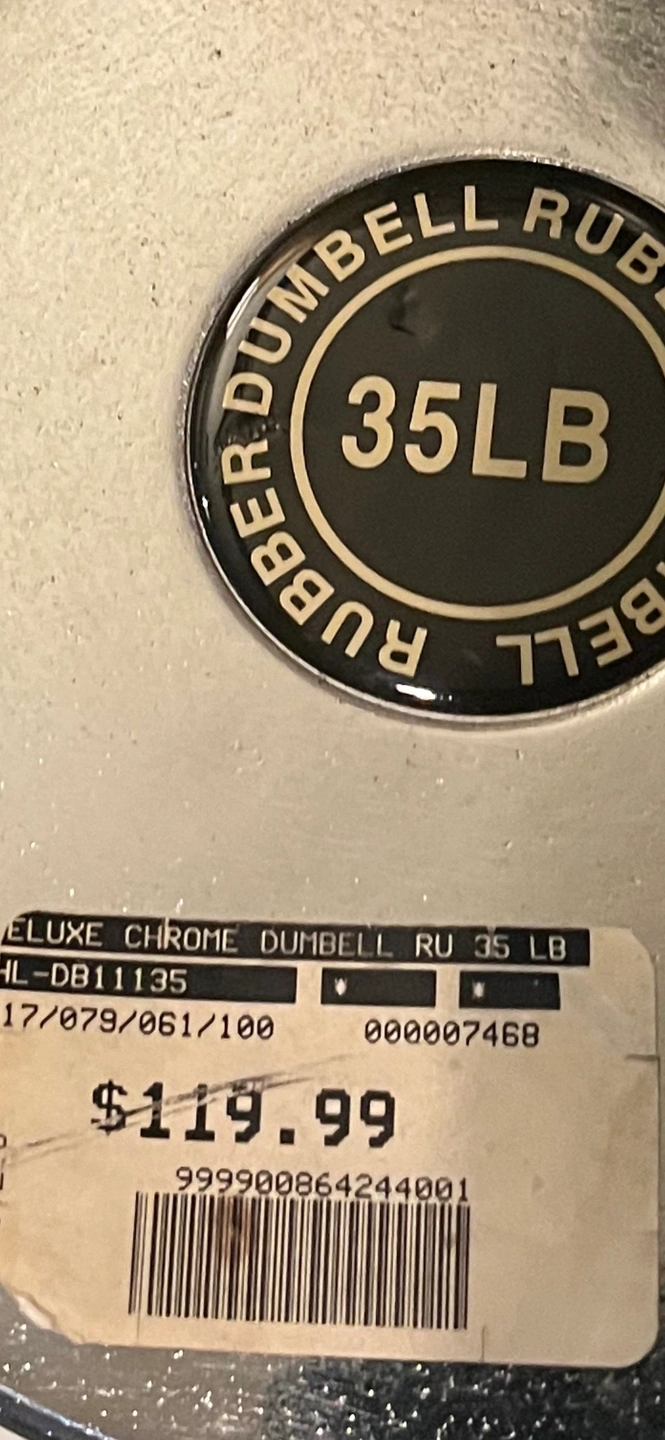 RUBBER DUMBELL RUB
35LB
RUBBER
BELL
ELUXE CHROME DUMBELL RU 35 LB
HL-DB11135 * *
17/079/061/100 000007468
$119.99
999900864244001